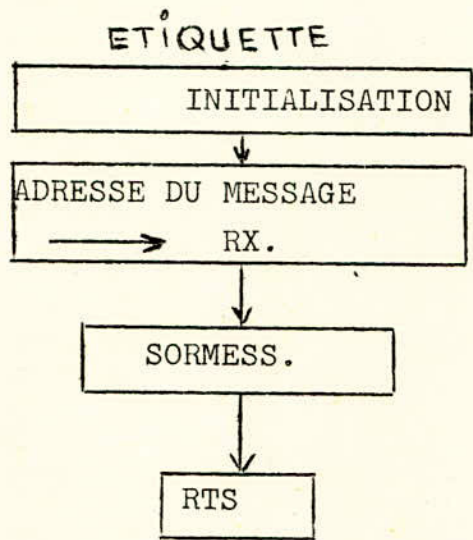 ETIQUETTE
INITIALISATION
ADRESSE DU MESSAGE
RX.
SORMESS.
RTS